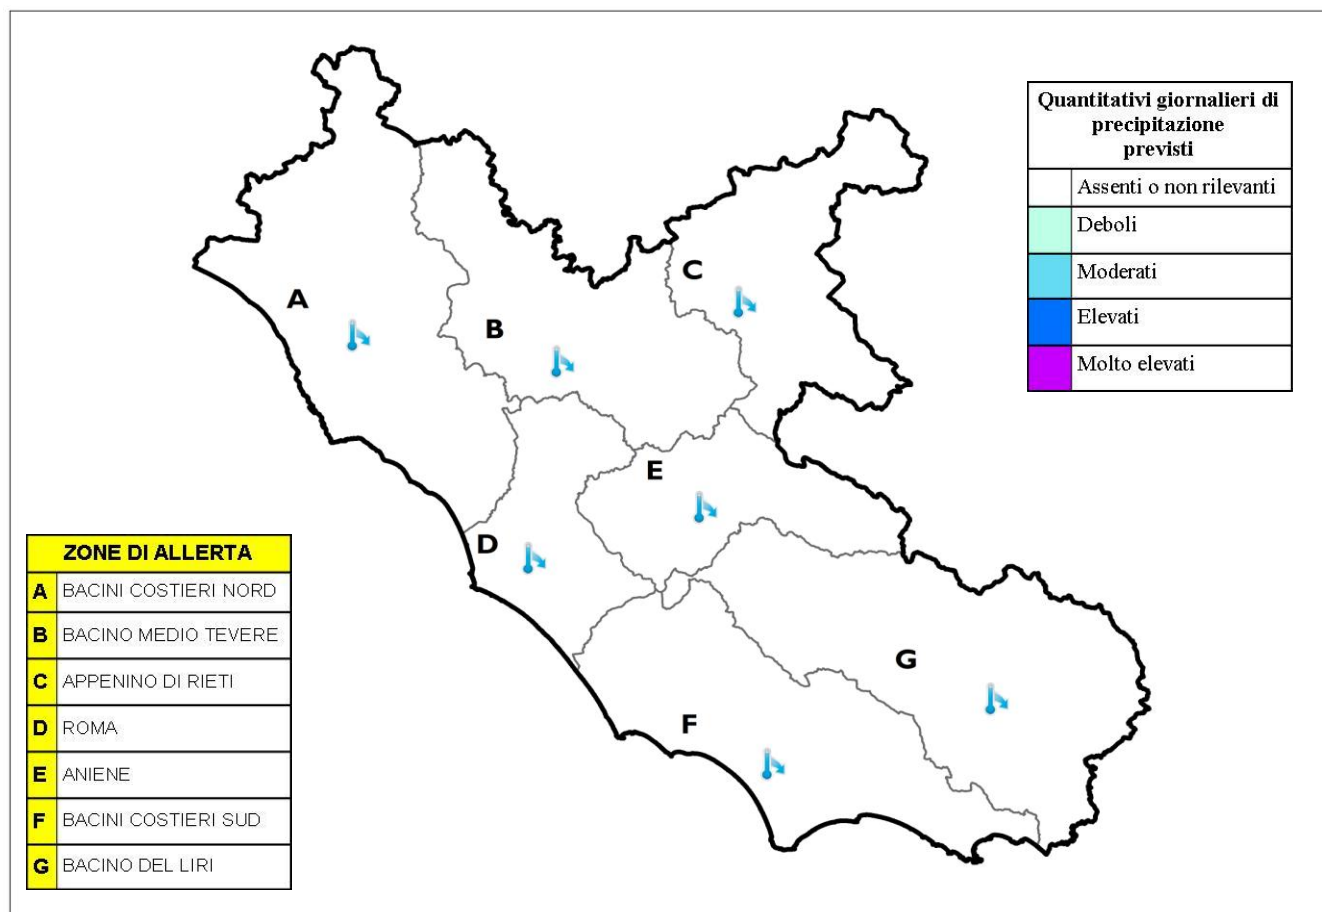 Quantitativi giornalieri di
precipitazione
previsti
Assenti o non rilevanti
Deboli
Moderati
Elevati
Molto elevati
A
B
C
D
E
F
G
ZONE DI ALLERTA
A BACINI COSTIERI NORD
B BACINO MEDIO TEVERE
C APPENINO DI RIETI
D ROMA
E ANIENE
F BACINI COSTIERI SUD
G BACINO DEL LIRI